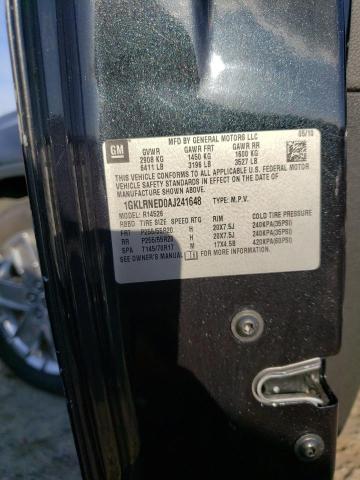 MFD BY GENERAL MOTORS LLC 05/10
GM GVWR GAWR FRT GAWR RR
2908 KG 1450 KG 1600 KG
6411 LB 3196 LB 3527 LB
THIS VEHICLE CONFORMS TO ALL APPLICABLE U.S. FEDERAL MOTOR
VEHICLE SAFETY STANDARDS IN EFFECT ON THE DATE OF
MANUFACTURE SHOWN ABOVE.
1GKLRNED0AJ241648 TYPE: M.P.V.
MODEL: R14526
RBBD TIRE SIZE SPEED RTG RIM COLD TIRE PRESSURE
FRT P255/55R20 H 20X7.5J 240KPA(35PSI)
RR P255/55R20 H 20X7.5J 240KPA(35PSI)
SPA T145/70R17 M 17X4.5B 420KPA(60PSI)
SEE OWNER'S MANUAL FOR MORE INFORMATION.